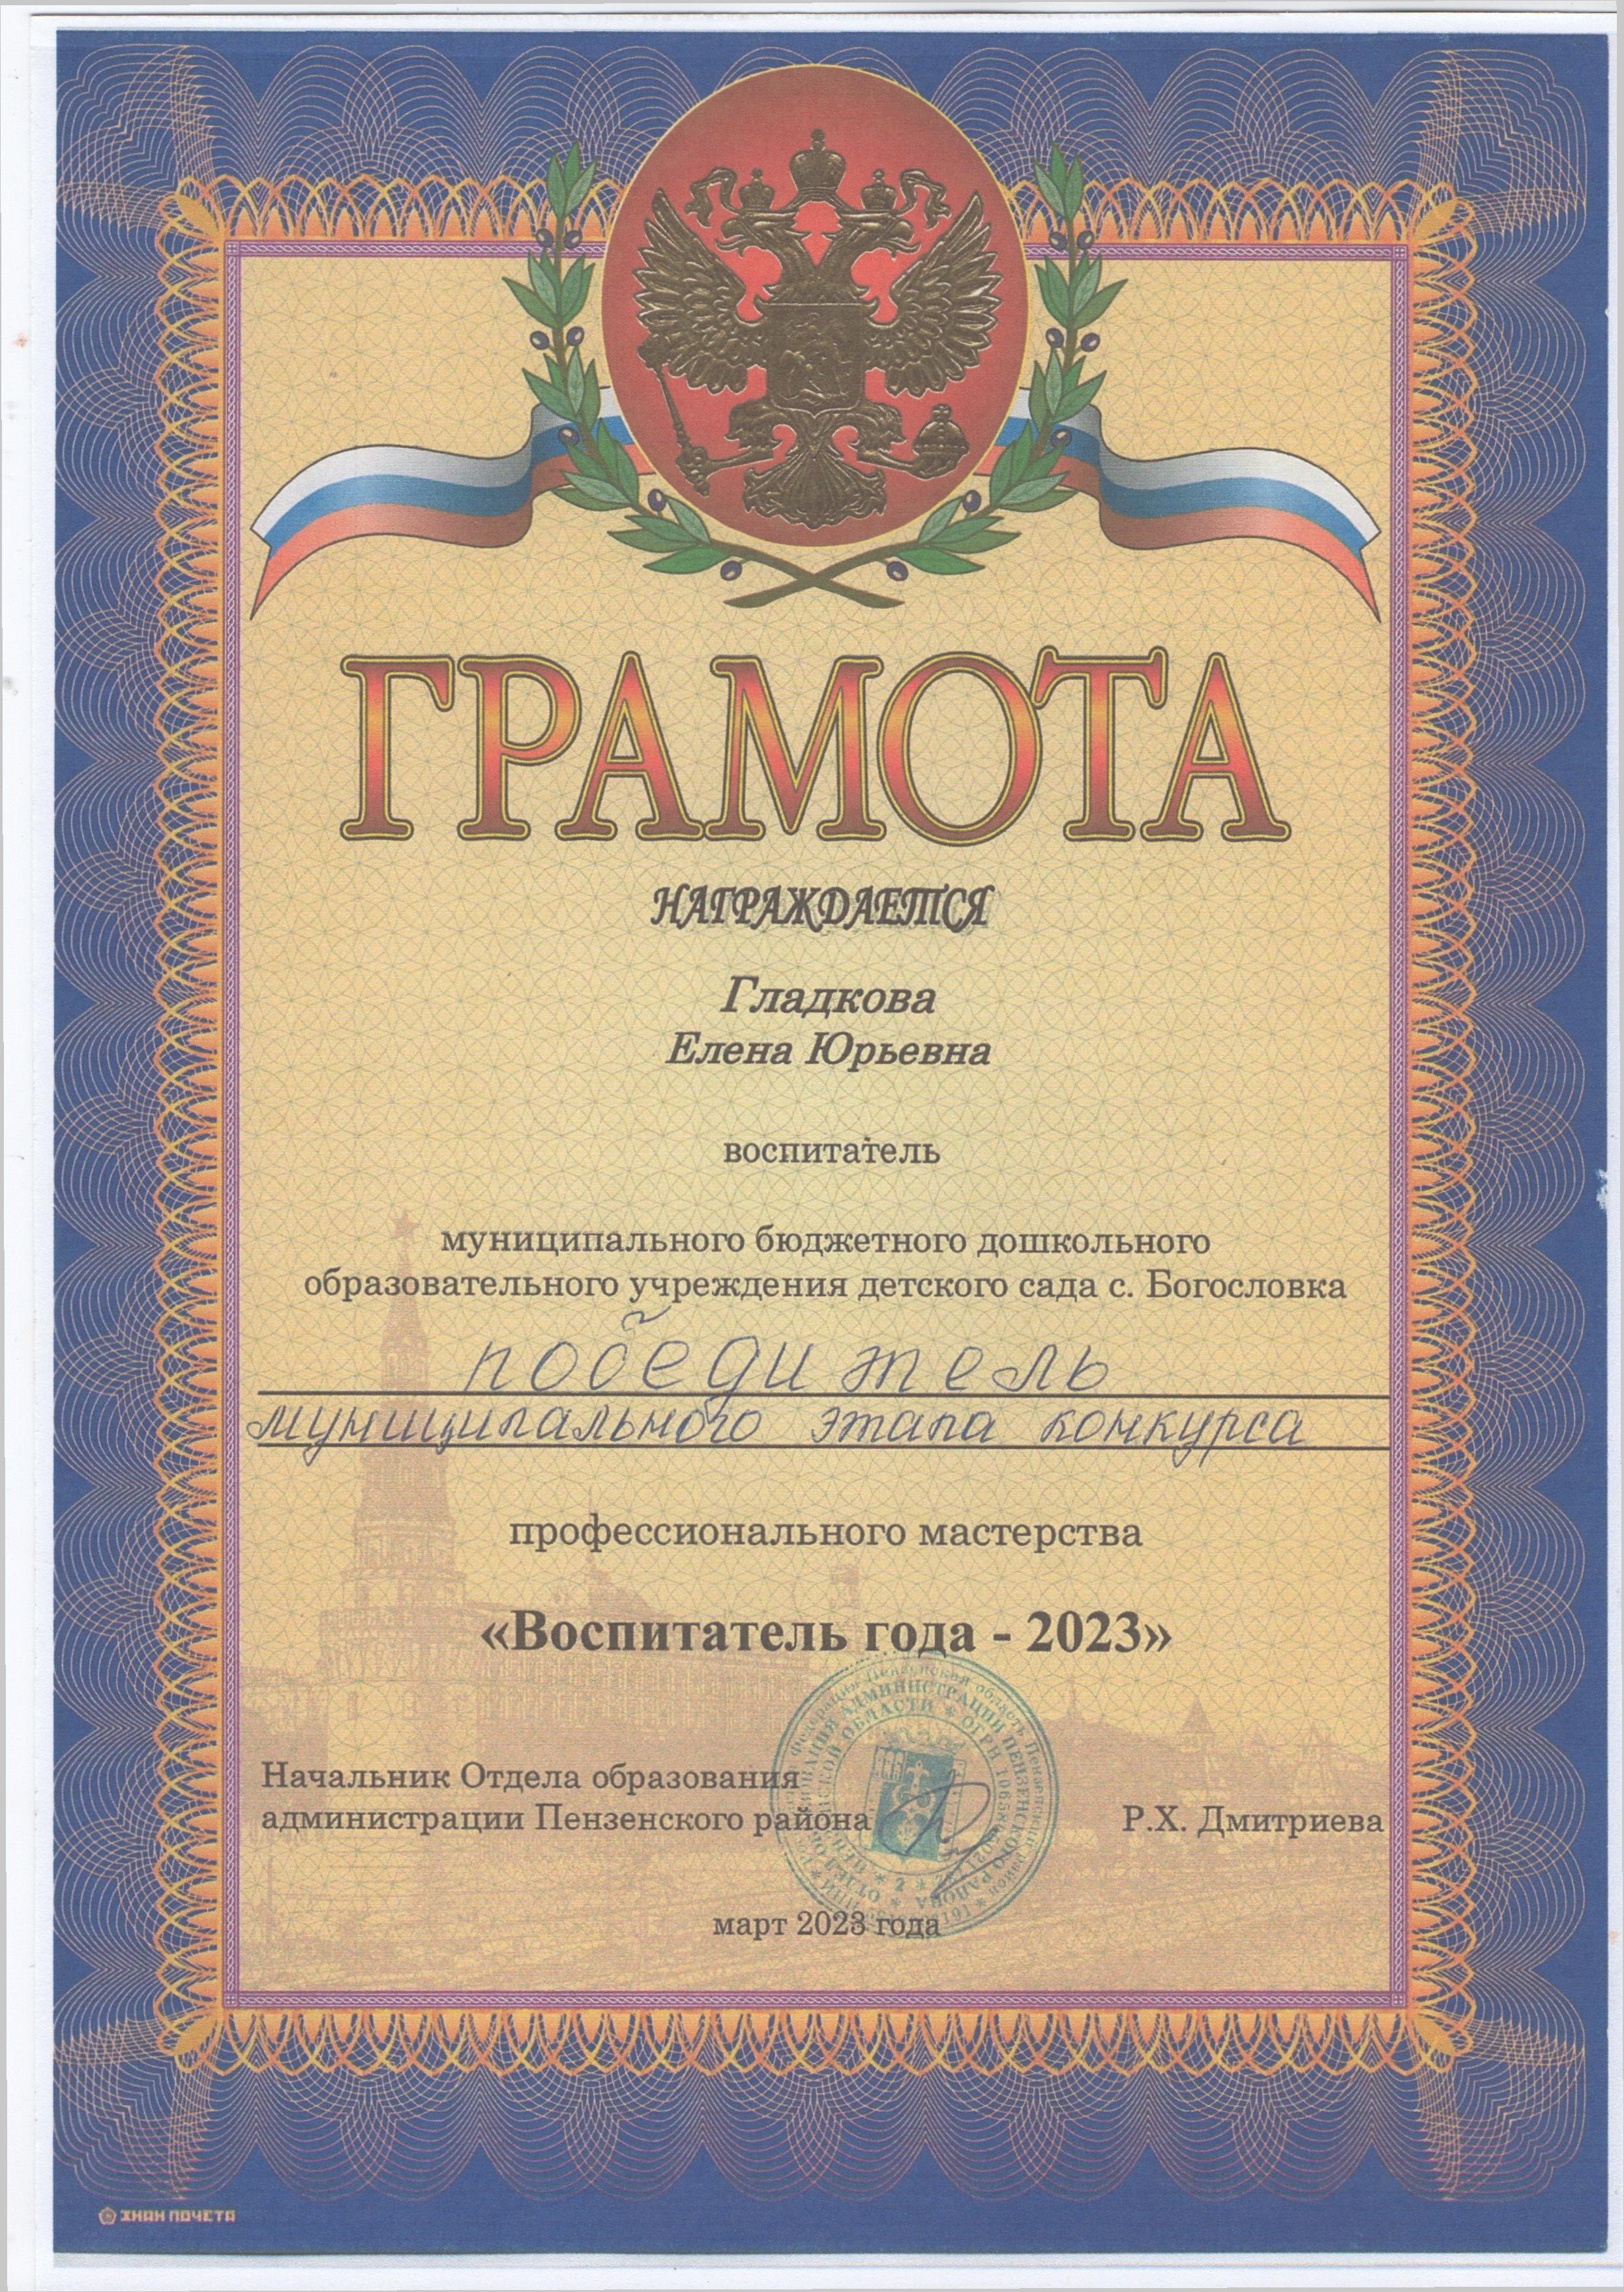 ГРАМОТА
НАГРАЖДАЕТСЯ
Гладкова
Елена Юрьевна
воспитатель
муниципального бюджетного дошкольного
образовательного учреждения детского сада с. Богословка
победитель
муниципального этапа конкурса
профессионального мастерства
«Воспитатель года - 2023»
Начальник Отдела образования
администрации Пензенского района
Р.Х. Дмитриева
март 2023 года
ЗНАК ПОЧЕТА